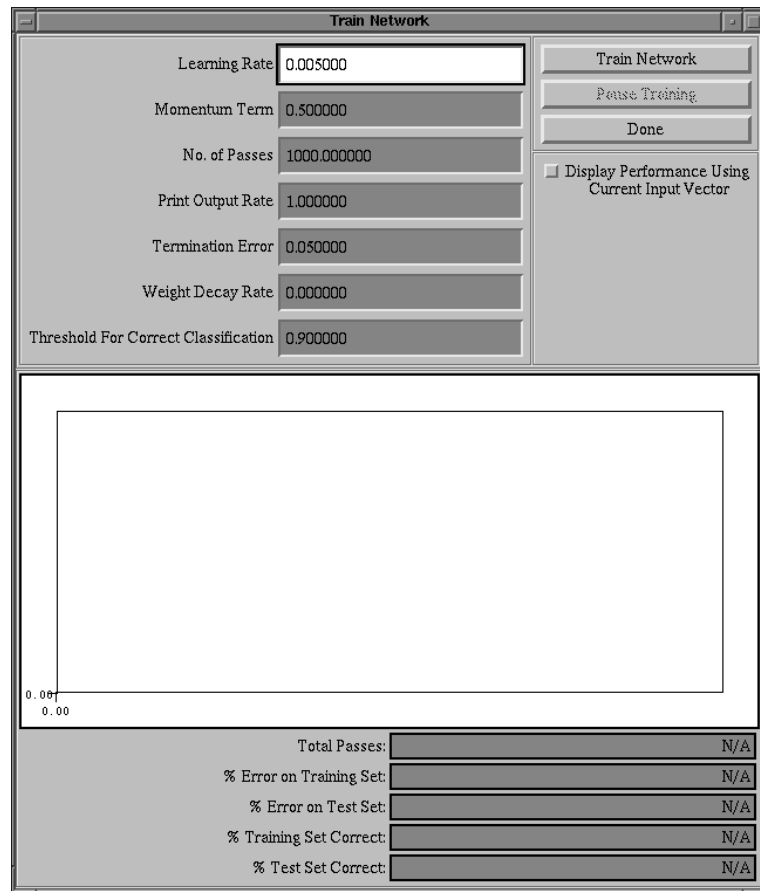 Train Network
Learning Rate 0.005000
Momentum Term 0.500000
No. of Passes 1000.000000
Print Output Rate 1.000000
Termination Error 0.050000
Weight Decay Rate 0.000000
Threshold For Correct Classification 0.900000
Train Network
Pause Training
Done
Display Performance Using
Current Input Vector
0.00
0.00
Total Passes: N/A
% Error on Training Set: N/A
% Error on Test Set: N/A
% Training Set Correct: N/A
% Test Set Correct: N/A